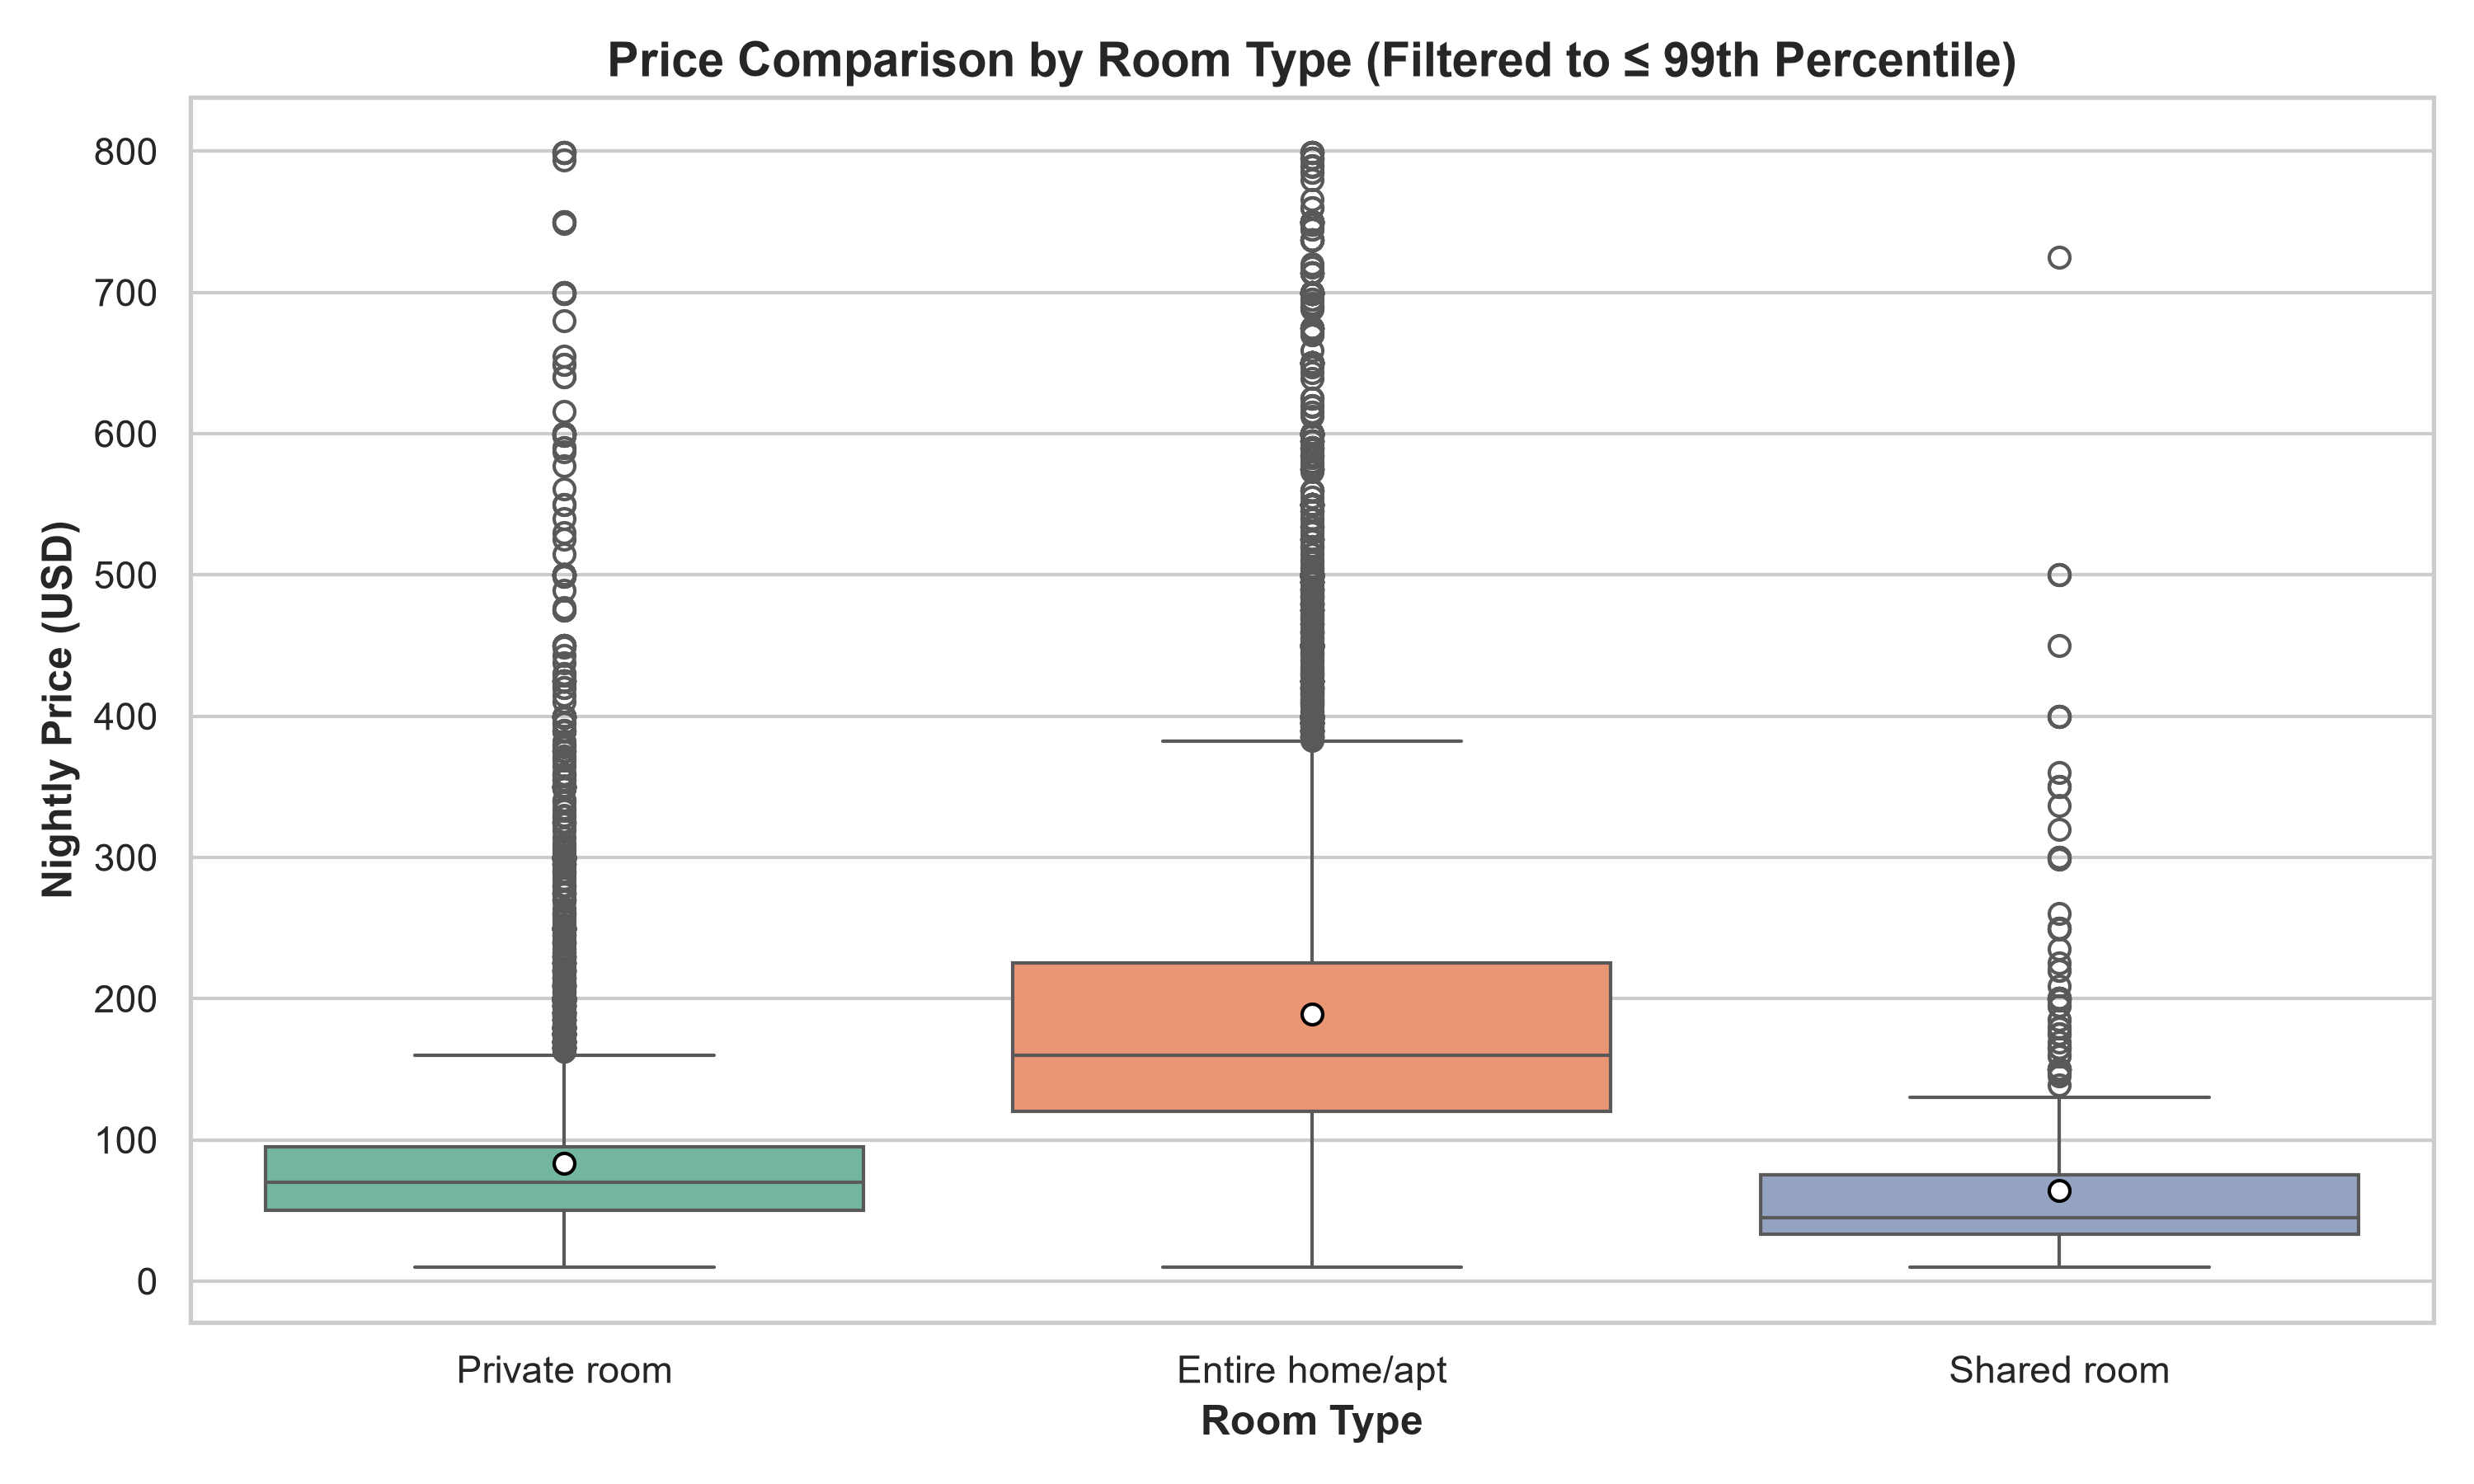 Price Comparison by Room Type (Filtered to ≤ 99th Percentile)
Nightly Price (USD)
800
700
600
500
400
300
200
100
0
Private room
Entire home/apt
Shared room
Room Type